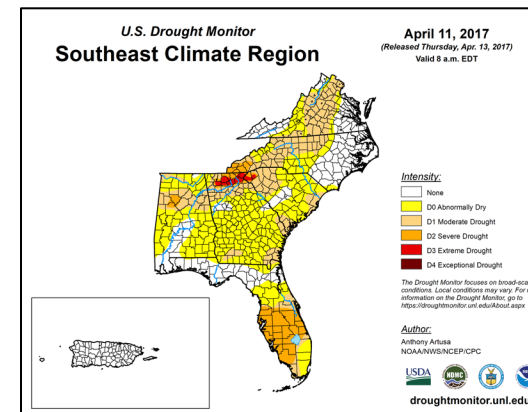 U.S. Drought Monitor
Southeast Climate Region
April 11, 2017
(Released Thursday, Apr. 13, 2017)
Valid 8 a.m. EDT
Intensity:
None
D0 Abnormally Dry
D1 Moderate Drought
D2 Severe Drought
D3 Extreme Drought
D4 Exceptional Drought
The Drought Monitor focuses on broad-sca
conditions. Local conditions may vary. For
information on the Drought Monitor, go to
https://droughtmonitor.unl.edu/About.aspx
Author:
Anthony Artusa
NOAA/NWS/NCEP/CPC
USDA
NDMC
droughtmonitor.unl.edu